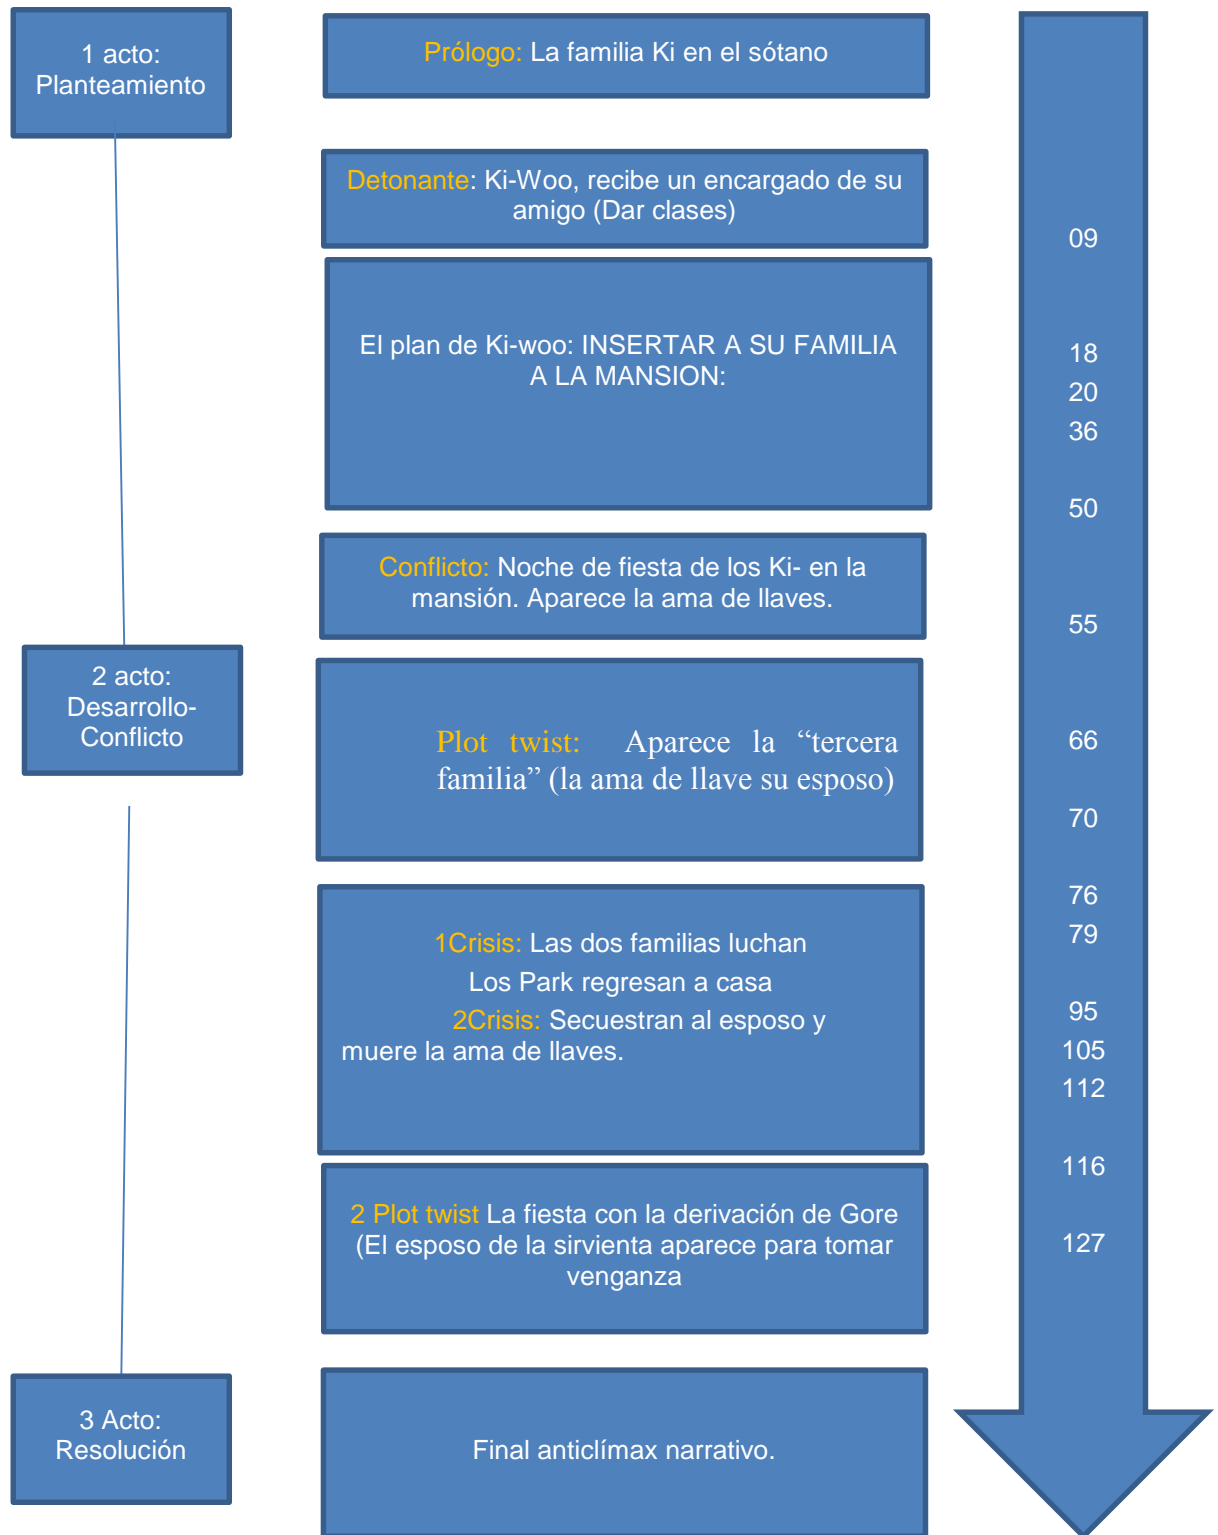 1 acto:
Planteamiento
Prólogo: La familia Ki en el sótano
Detonante: Ki-Woo, recibe un encargado de su
amigo (Dar clases)
El plan de Ki-woo: INSERTAR A SU FAMILIA
A LA MANSION:
Conflicto: Noche de fiesta de los Ki- en la
mansión. Aparece la ama de llaves.
2 acto:
Desarrollo-
Conflicto
Plot twist: Aparece la “tercera
familia” (la ama de llave su esposo)
1Crisis: Las dos familias luchan
Los Park regresan a casa
2Crisis: Secuestran al esposo y
muere la ama de llaves.
2 Plot twist La fiesta con la derivación de Gore
(El esposo de la sirvienta aparece para tomar
venganza
3 Acto:
Resolución
Final anticlímax narrativo.
09
18
20
36
50
55
66
70
76
79
95
105
112
116
127